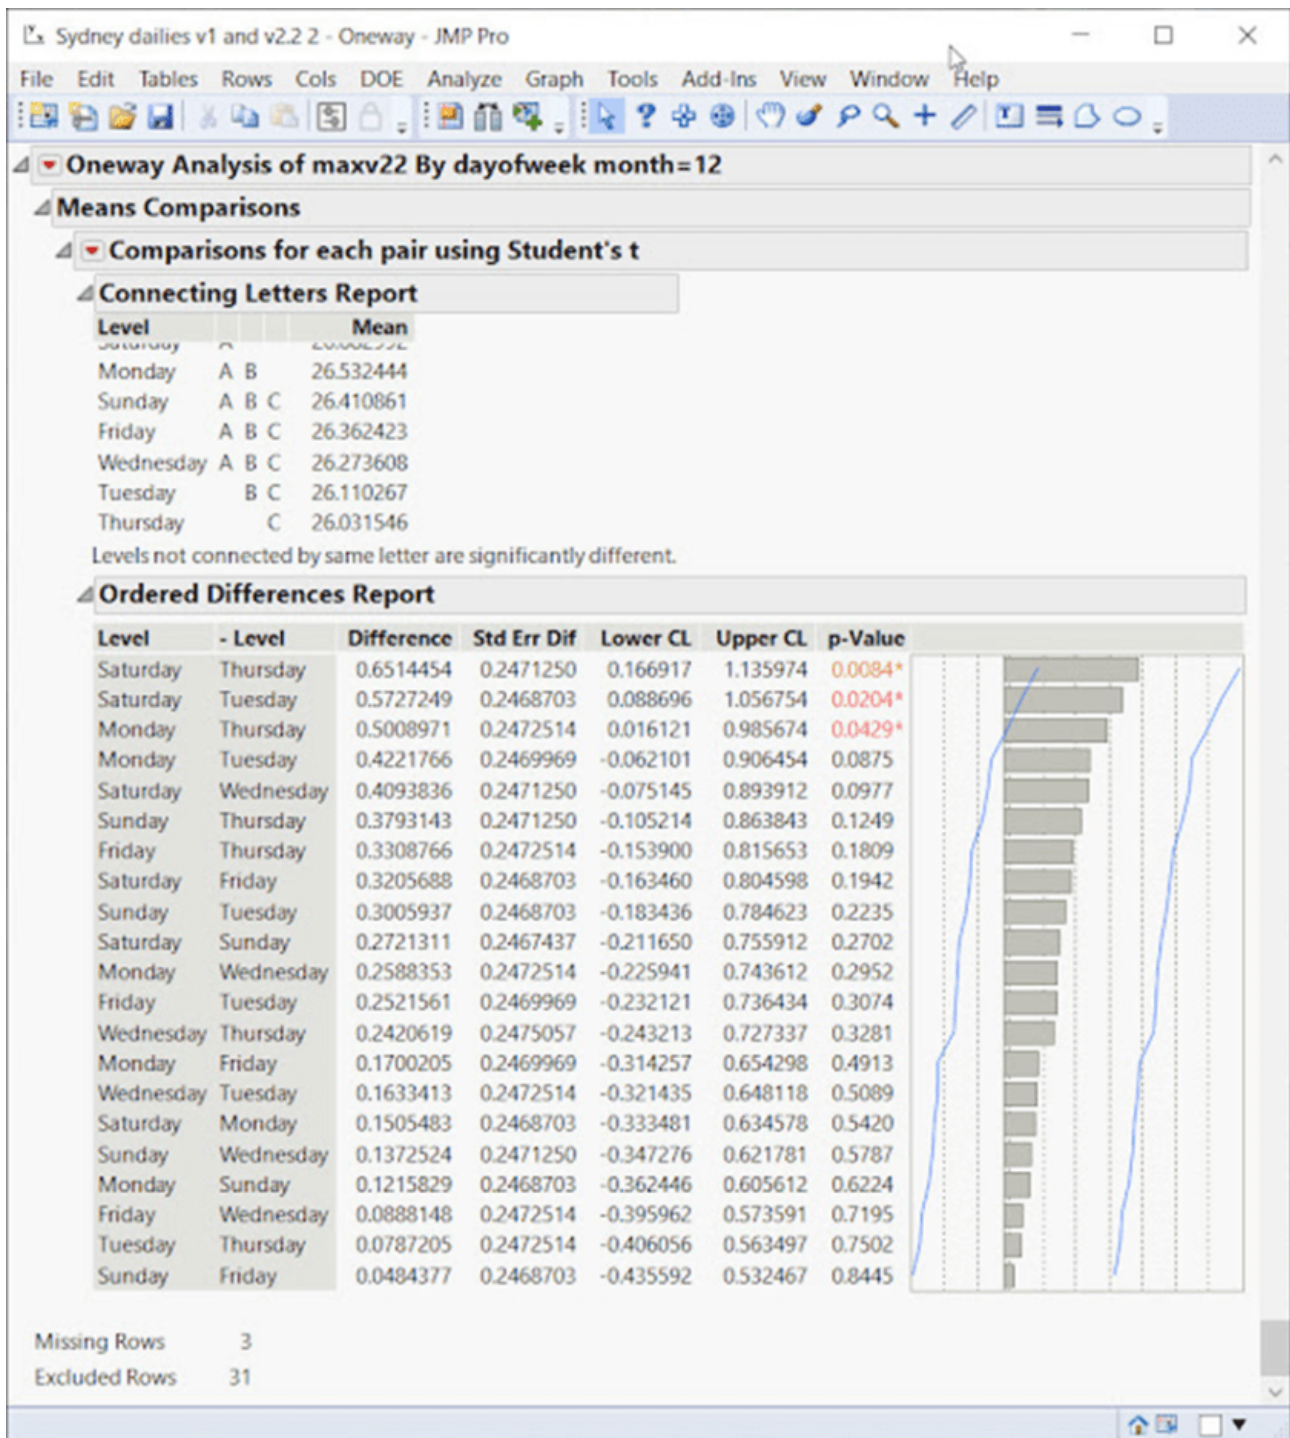 Sydney dailies v1 and v2.2 2 - Oneway - JMP Pro
File Edit Tables Rows Cols DOE Analyze Graph Tools Add-Ins View Window Help
Oneway Analysis of maxv22 By dayofweek month=12
Means Comparisons
Comparisons for each pair using Student's t
Connecting Letters Report
Level Mean
Saturday A 26.682992
Monday A B 26.532444
Sunday A B C 26.410861
Friday A B C 26.362423
Wednesday A B C 26.273608
Tuesday B C 26.110267
Thursday C 26.031546
Levels not connected by same letter are significantly different.
Ordered Differences Report
Level - Level Difference Std Err Dif Lower CL Upper CL p-Value
Saturday Thursday 0.6514454 0.2471250 0.166917 1.135974 0.0084*
Saturday Tuesday 0.5727249 0.2468703 0.088696 1.056754 0.0204*
Monday Thursday 0.5008971 0.2472514 0.016121 0.985674 0.0429*
Monday Tuesday 0.4221766 0.2469969 -0.062101 0.906454 0.0875
Saturday Wednesday 0.4093836 0.2471250 -0.075145 0.893912 0.0977
Sunday Thursday 0.3793143 0.2471250 -0.105214 0.863843 0.1249
Friday Thursday 0.3308766 0.2472514 -0.153900 0.815653 0.1809
Saturday Friday 0.3205688 0.2468703 -0.163460 0.804598 0.1942
Sunday Tuesday 0.3005937 0.2468703 -0.183436 0.784623 0.2235
Saturday Sunday 0.2721311 0.2467437 -0.211650 0.755912 0.2702
Monday Wednesday 0.2588353 0.2472514 -0.225941 0.743612 0.2952
Friday Tuesday 0.2521561 0.2469969 -0.232121 0.736434 0.3074
Wednesday Thursday 0.2420619 0.2475057 -0.243213 0.727337 0.3281
Monday Friday 0.1700205 0.2469969 -0.314257 0.654298 0.4913
Wednesday Tuesday 0.1633413 0.2472514 -0.321435 0.648118 0.5089
Saturday Monday 0.1505483 0.2468703 -0.333481 0.634578 0.5420
Sunday Wednesday 0.1372524 0.2471250 -0.347276 0.621781 0.5787
Monday Sunday 0.1215829 0.2468703 -0.362446 0.605612 0.6224
Friday Wednesday 0.0888148 0.2472514 -0.395962 0.573591 0.7195
Tuesday Thursday 0.0787205 0.2472514 -0.406056 0.563497 0.7502
Sunday Friday 0.0484377 0.2468703 -0.435592 0.532467 0.8445
Missing Rows 3
Excluded Rows 31